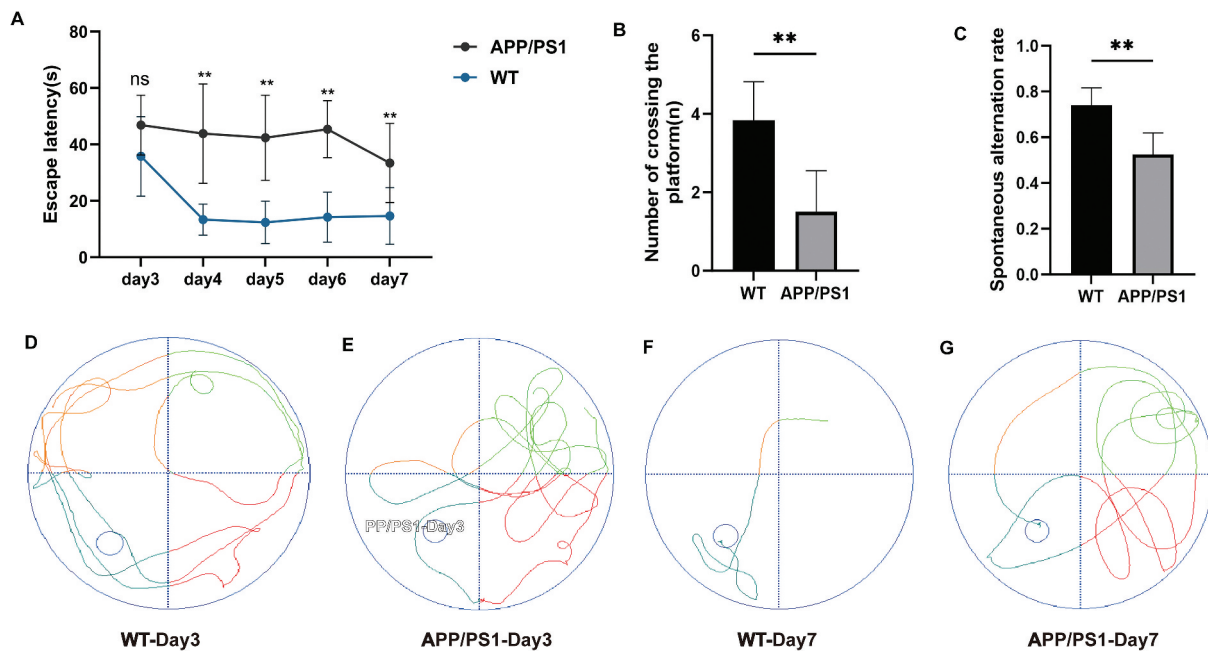 A
Escape latency(s)
80
60
40
20
0
ns
**
**
**
**
day3 day4 day5 day6 day7
APP/PS1
WT
B
Number of crossing the
platform(n)
6
4
2
0
**
WT APP/PS1
C
Spontaneous alternation rate
1.0
0.8
0.6
0.4
0.2
0.0
**
WT APP/PS1
D
WT-Day3
E
PP/PS1-Day3
APP/PS1-Day3
F
WT-Day7
G
APP/PS1-Day7